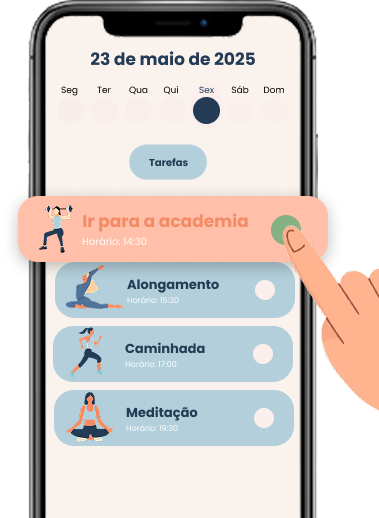 23 de maio de 2025
Seg Ter Qua Qui Sex Sáb Dom
Tarefas
Ir para a academia
Horário: 14:30
Alongamento
Horário: 15:30
Caminhada
Horário: 17:00
Meditação
Horário: 19:30